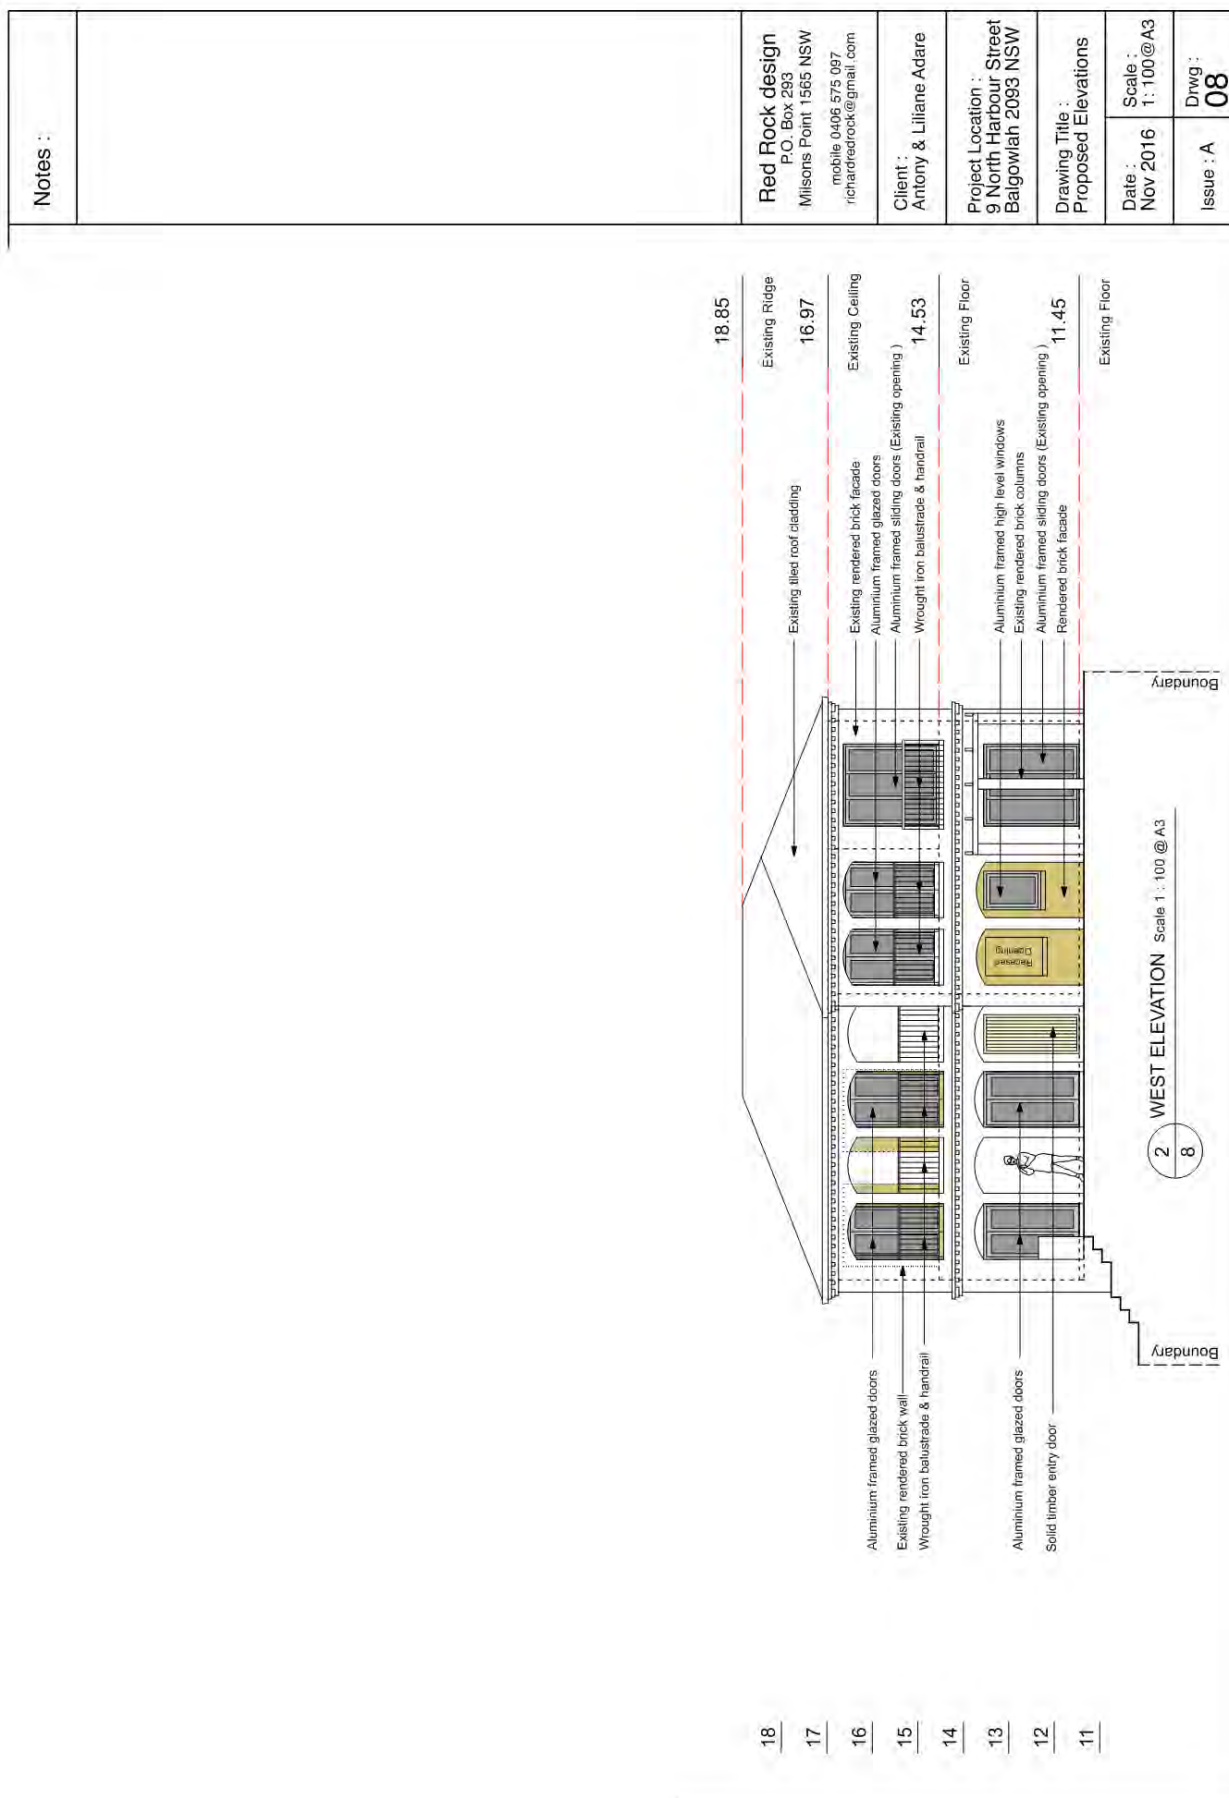 Notes :
Red Rock design
P.O. Box 293
Milsons Point 1565 NSW
mobile 0406 575 097
richardredrock@gmail.com
Client :
Antony & Liliane Adare
Project Location :
9 North Harbour Street
Balgowlah 2093 NSW
Drawing Title :
Proposed Elevations
Date :
Nov 2016
Scale :
1: 100@A3
Issue : A
Drwg :
08
18.85
Existing Ridge
16.97
Existing Ceiling
14.53
Existing Floor
11.45
Existing Floor
Existing tiled roof cladding
Existing rendered brick facade
Aluminium framed glazed doors
Aluminium framed sliding doors (Existing opening )
Wrought iron balustrade & handrail
Aluminium framed high level windows
Existing rendered brick columns
Aluminium framed sliding doors (Existing opening )
Rendered brick facade
Boundary
Recessed
Opening
Aluminium framed glazed doors
Existing rendered brick wall
Wrought iron balustrade & handrail
Aluminium framed glazed doors
Solid timber entry door
Boundary
2
8
WEST ELEVATION Scale 1 : 100 @ A3
18
17
16
15
14
13
12
11